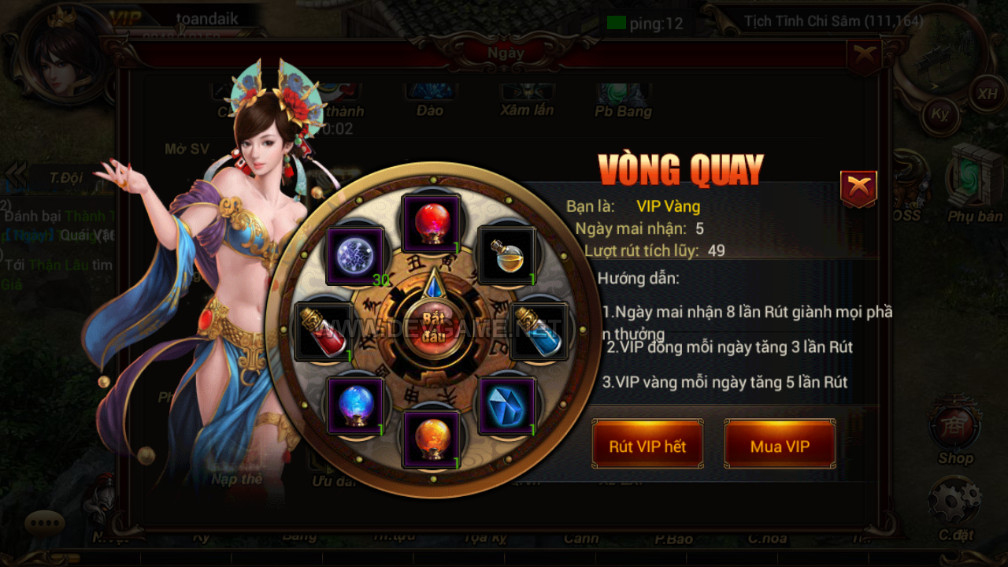 VIP
toandaik
ping:12
Tịch Tĩnh Chi Sâm (111,164)
Ngày
XH
Kỳ
thành
Đào
Xâm lấn
Pb Bang
0:02
Mở SV
T.Đội
VÒNG QUAY
Bạn là: VIP Vàng
Ngày mai nhận: 5
Lượt rút tích lũy: 49
OSS
Phụ bản
Đánh bại Thành T
Quái Vật
Tới Thận Lâu tìm
Giả
Hướng dẫn:
1.Ngày mai nhận 8 lần Rút giành mọi phầ
n thưởng
2.VIP đồng mỗi ngày tăng 3 lần Rút
3.VIP vàng mỗi ngày tăng 5 lần Rút
1
30
1
1
Bắt
đầu
WWW.DEVGAME.NET
1
1
1
Rút VIP hết
Mua VIP
Shop
Nạp thẻ
Ưu đãi
C.đặt
Kỹ
Bang
Tọa kỵ
Cánh
P.Bảo
C.hóa